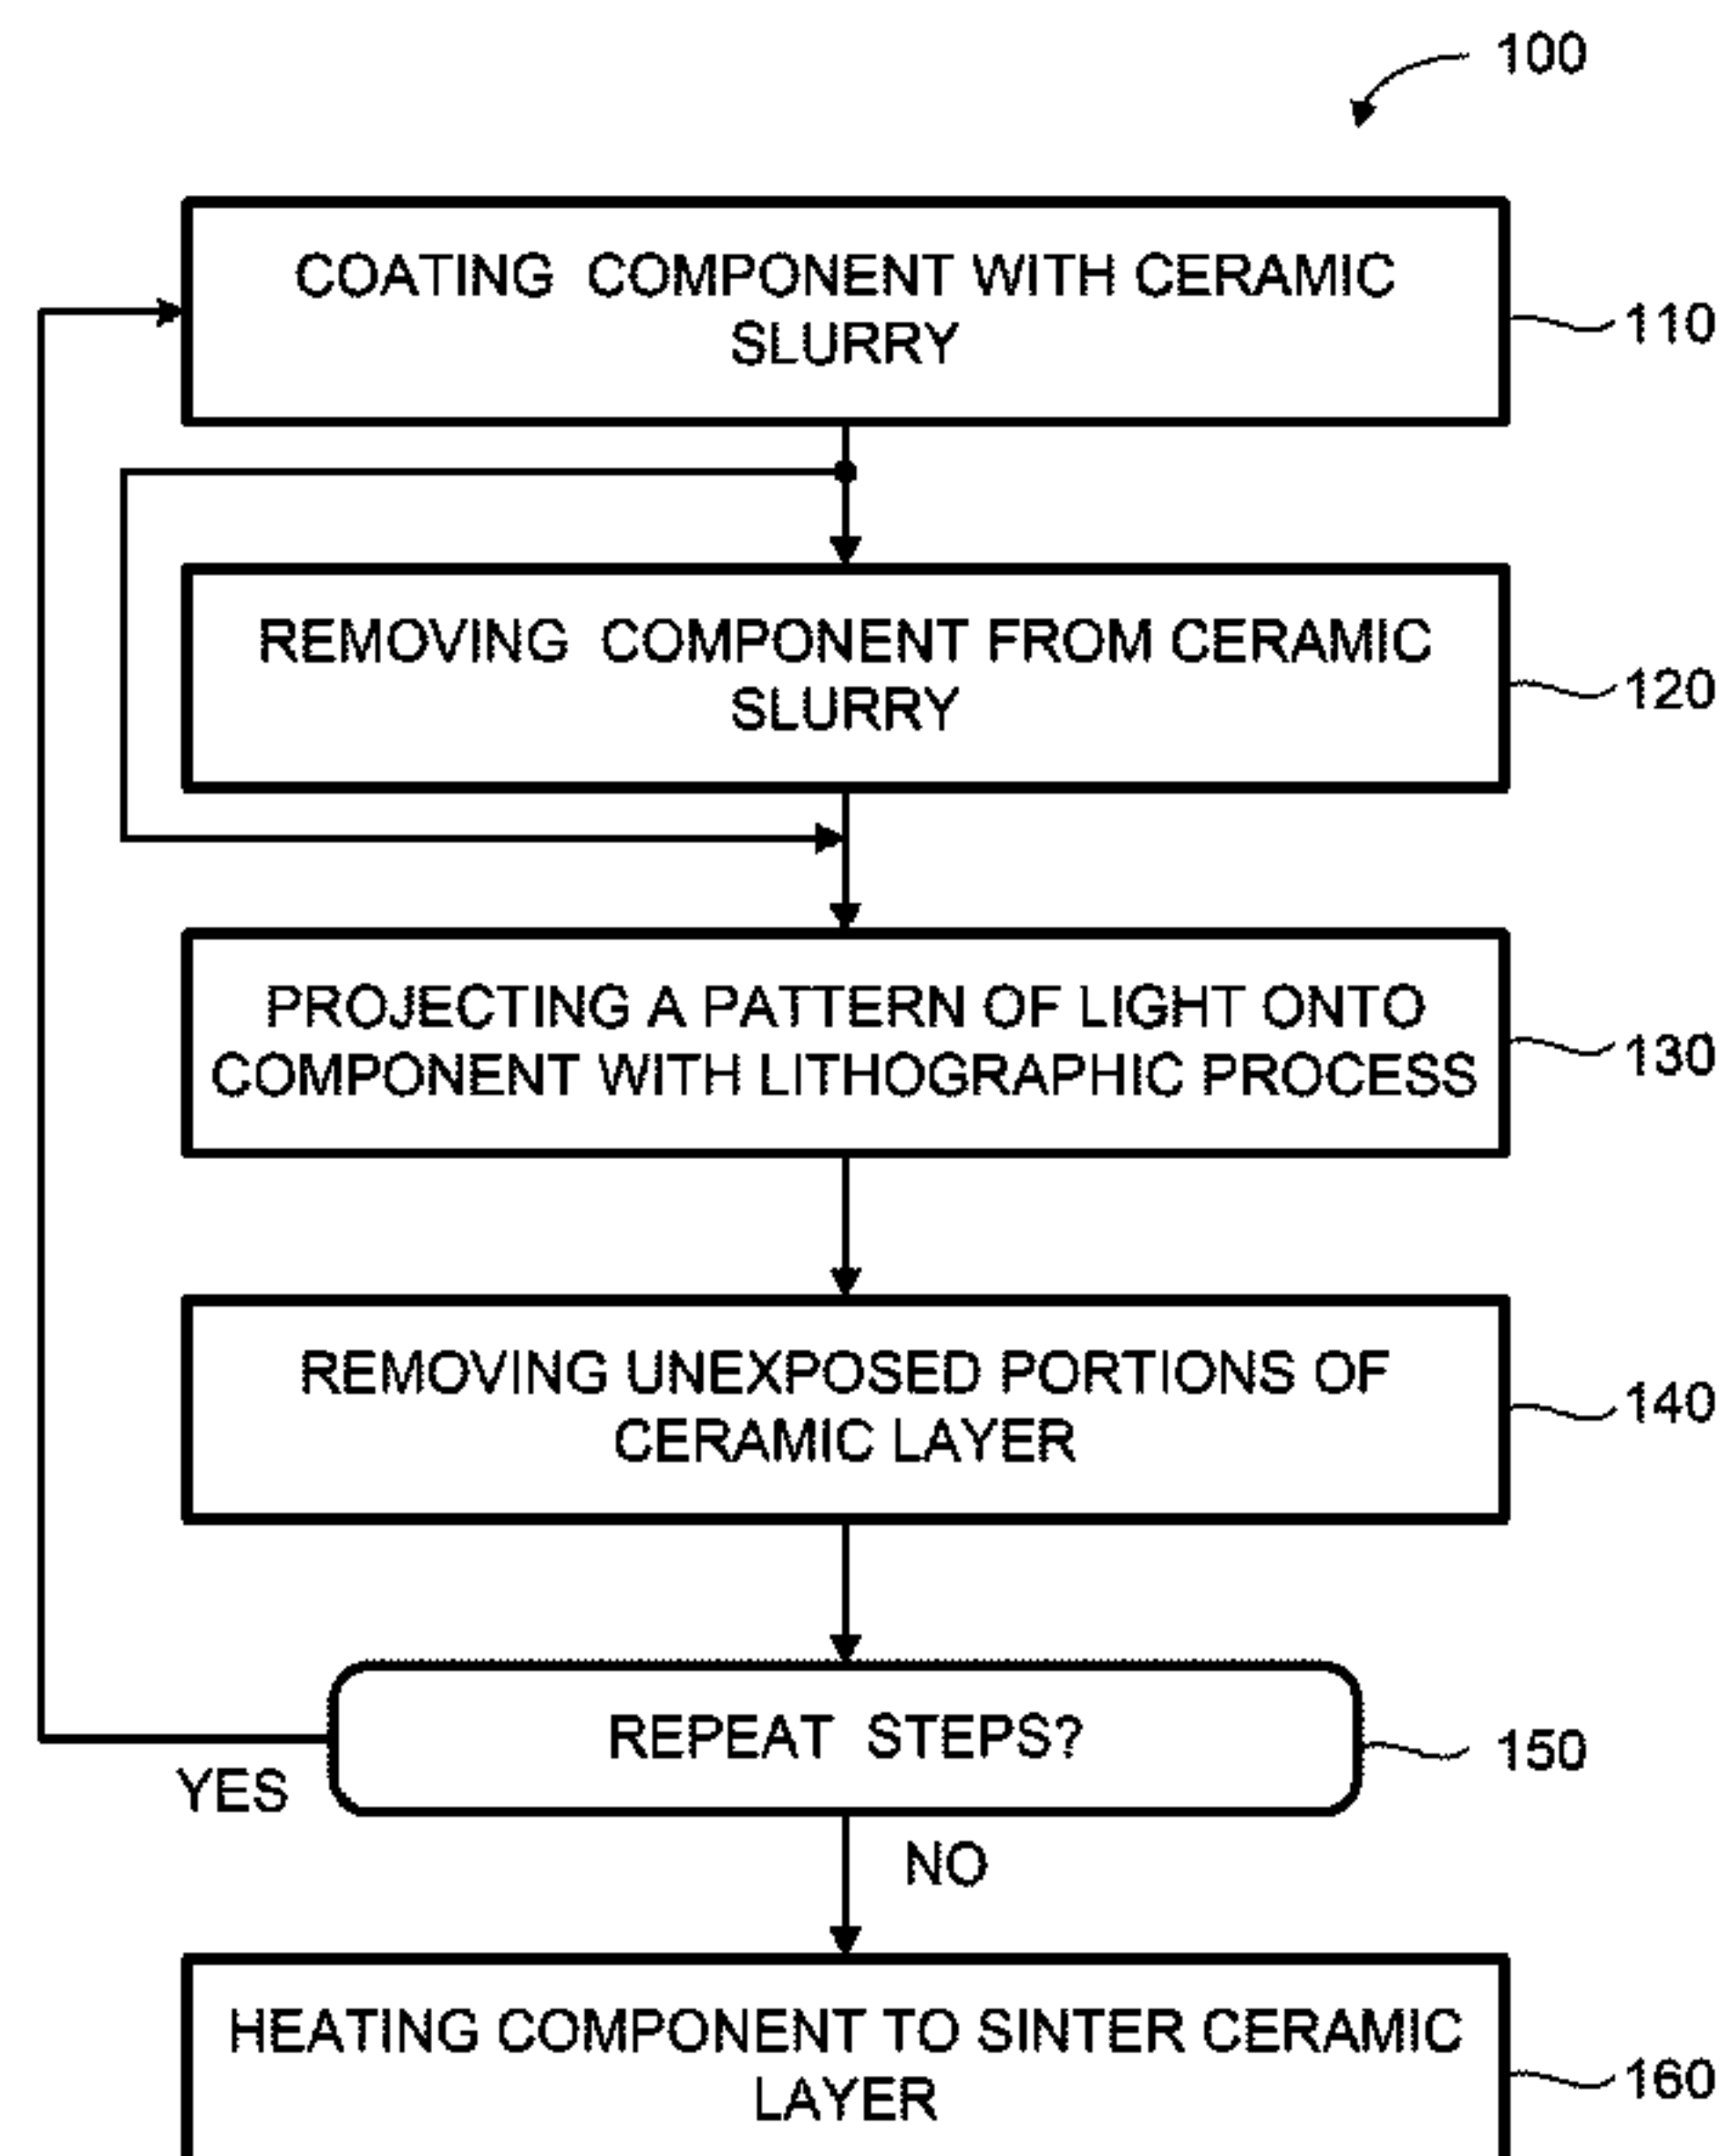 100
COATING COMPONENT WITH CERAMIC
SLURRY
110
REMOVING COMPONENT FROM CERAMIC
SLURRY
120
PROJECTING A PATTERN OF LIGHT ONTO
COMPONENT WITH LITHOGRAPHIC PROCESS
130
REMOVING UNEXPOSED PORTIONS OF
CERAMIC LAYER
140
REPEAT STEPS?
150
YES
NO
HEATING COMPONENT TO SINTER CERAMIC
LAYER
160